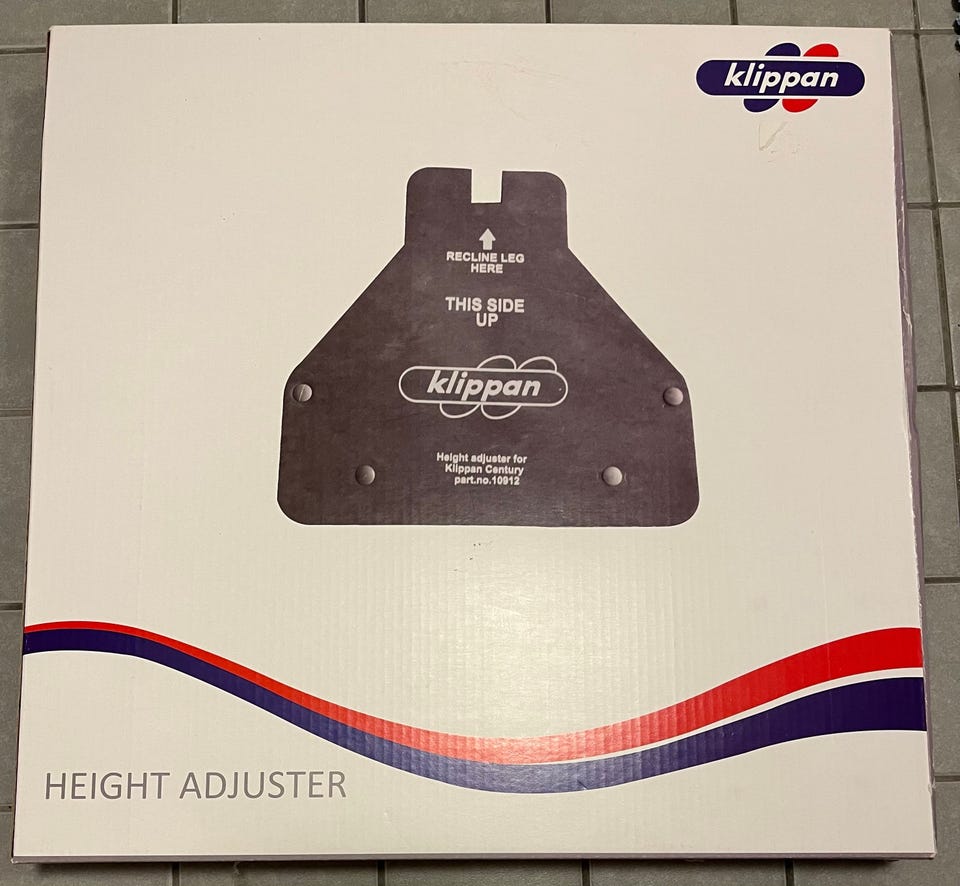 klippan
RECLINE LEG
HERE
THIS SIDE
UP
klippan
Height adjuster for
Klippan Century
part.no.10912
HEIGHT ADJUSTER